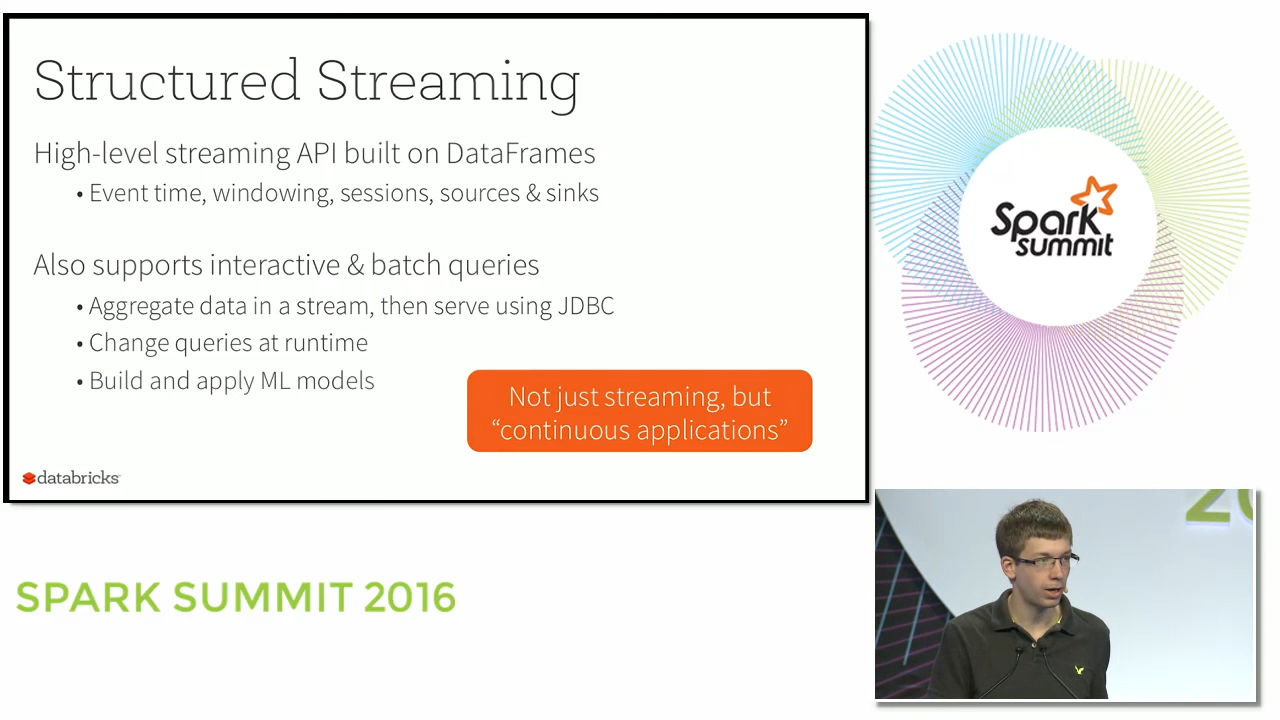 Structured Streaming
High-level streaming API built on DataFrames
• Event time, windowing, sessions, sources & sinks
Also supports interactive & batch queries
• Aggregate data in a stream, then serve using JDBC
• Change queries at runtime
• Build and apply ML models
Not just streaming, but
“continuous applications”
databricks
Spark
summit
SPARK SUMMIT 2016
20